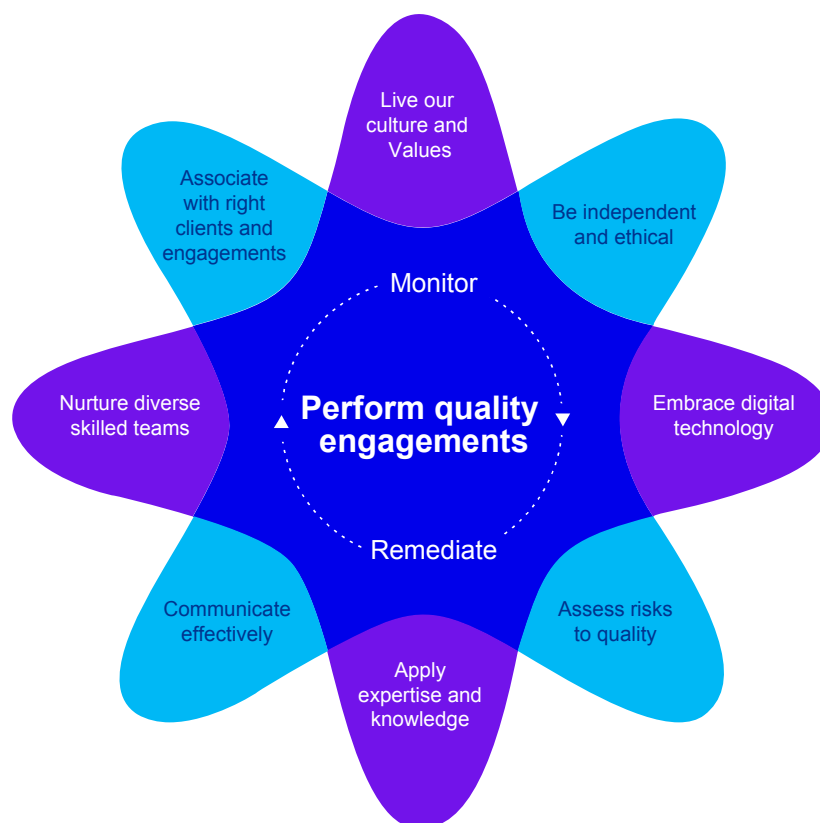 Live our
culture and
Values
Associate
with right
clients and
engagements
Be independent
and ethical
Monitor
Nurture diverse
skilled teams
Perform quality
engagements
Embrace digital
technology
Remediate
Communicate
effectively
Assess risks
to quality
Apply
expertise and
knowledge